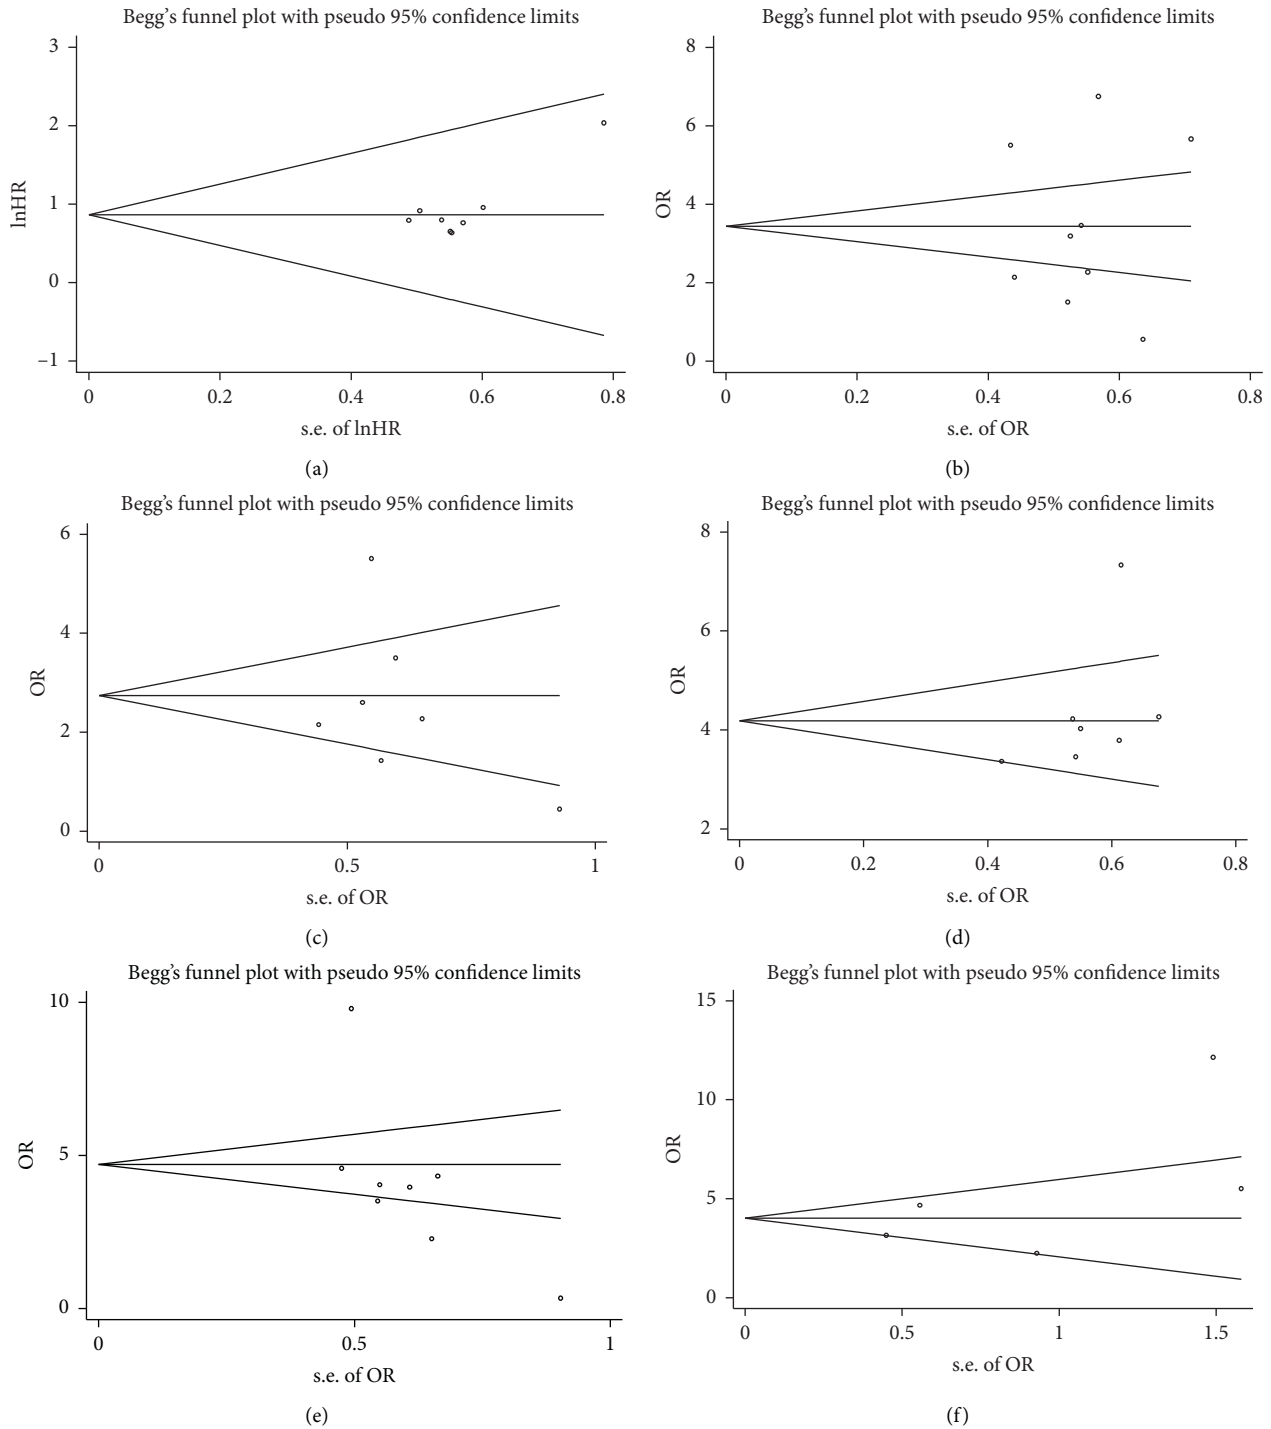 Begg's funnel plot with pseudo 95% confidence limits
3
2
1
0
–1
lnHR
0 0.2 0.4 0.6 0.8
s.e. of lnHR
(a)
Begg's funnel plot with pseudo 95% confidence limits
8
6
4
2
0
OR
0 0.2 0.4 0.6 0.8
s.e. of OR
(b)
Begg's funnel plot with pseudo 95% confidence limits
6
4
2
0
OR
0 0.5 1
s.e. of OR
(c)
Begg's funnel plot with pseudo 95% confidence limits
8
6
4
2
OR
0 0.2 0.4 0.6 0.8
s.e. of OR
(d)
Begg's funnel plot with pseudo 95% confidence limits
10
5
0
OR
0 0.5 1
s.e. of OR
(e)
Begg's funnel plot with pseudo 95% confidence limits
15
10
5
0
OR
0 0.5 1 1.5
s.e. of OR
(f)